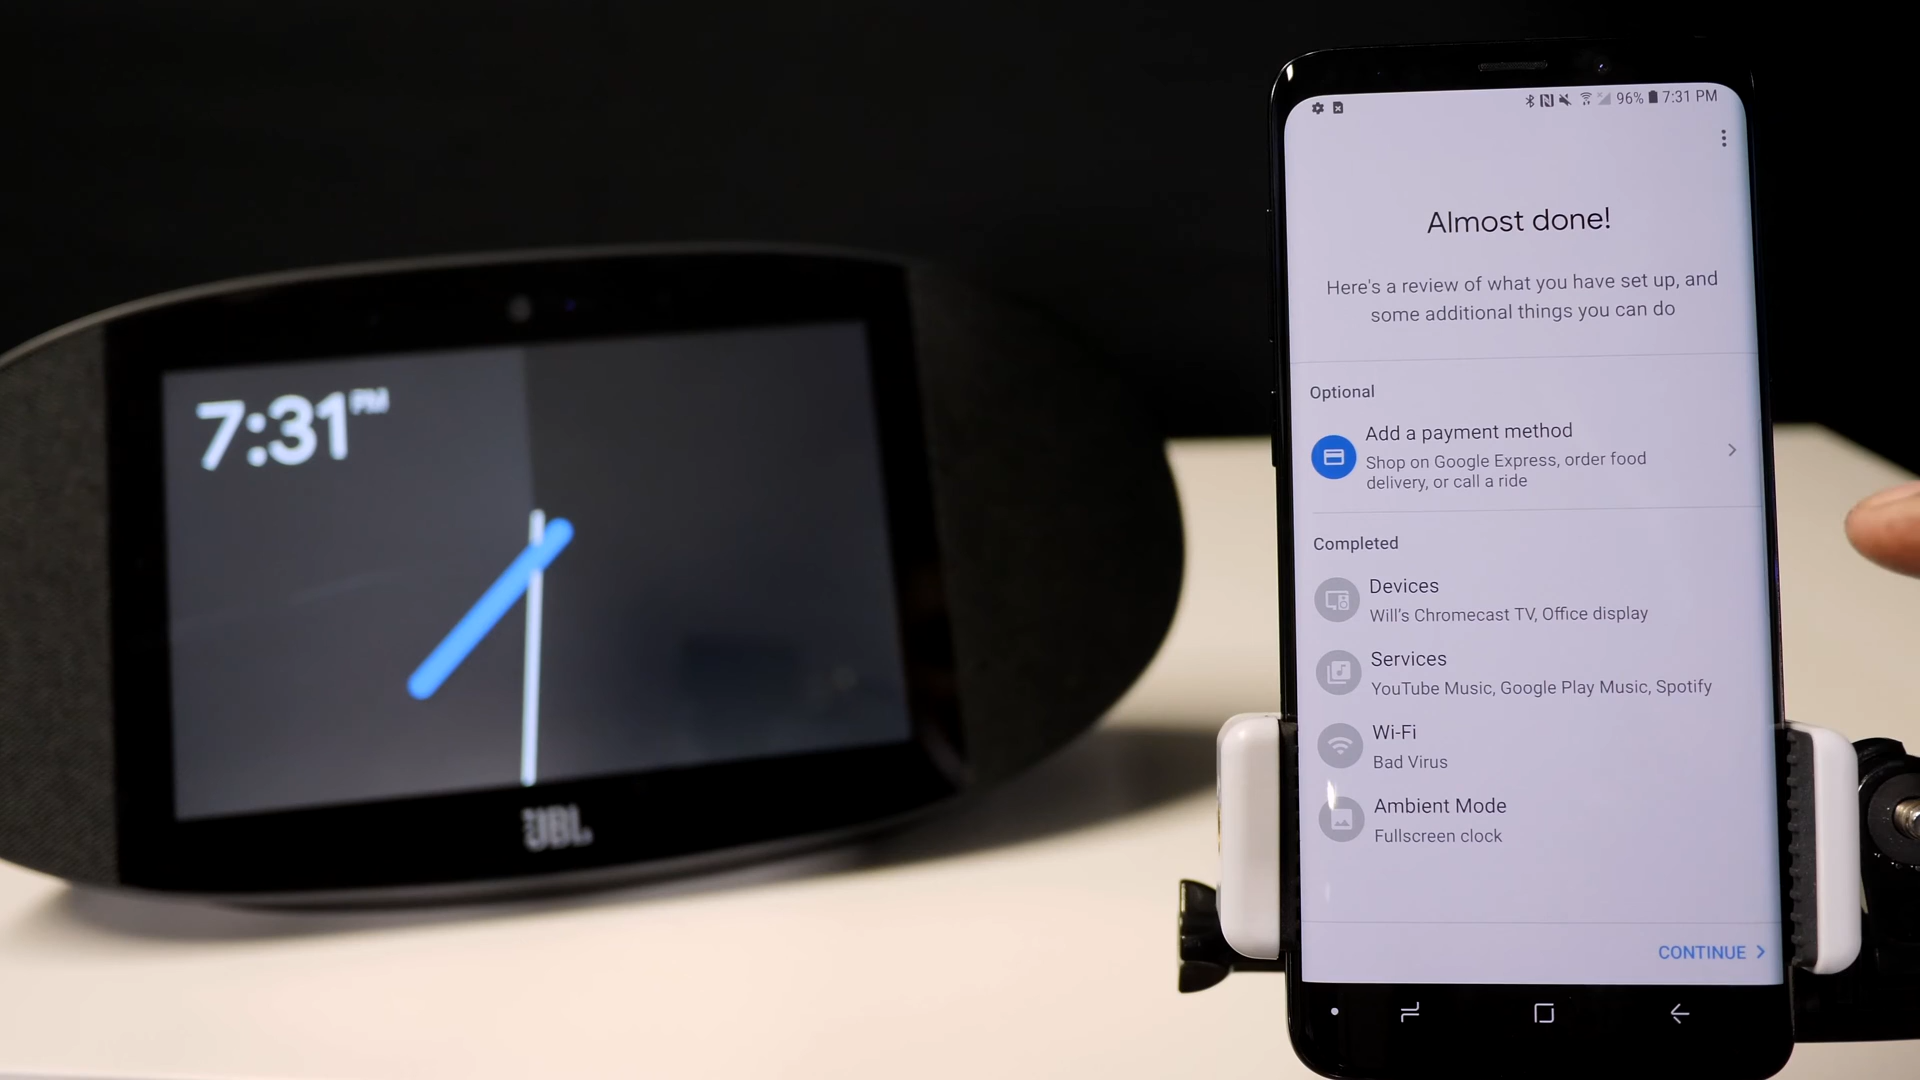 7:31 PM
JBL
96% 7:31 PM
Almost done!
Here's a review of what you have set up, and
some additional things you can do
Optional
Add a payment method
Shop on Google Express, order food
delivery, or call a ride
Completed
Devices
Will's Chromecast TV, Office display
Services
YouTube Music, Google Play Music, Spotify
Wi-Fi
Bad Virus
Ambient Mode
Fullscreen clock
CONTINUE